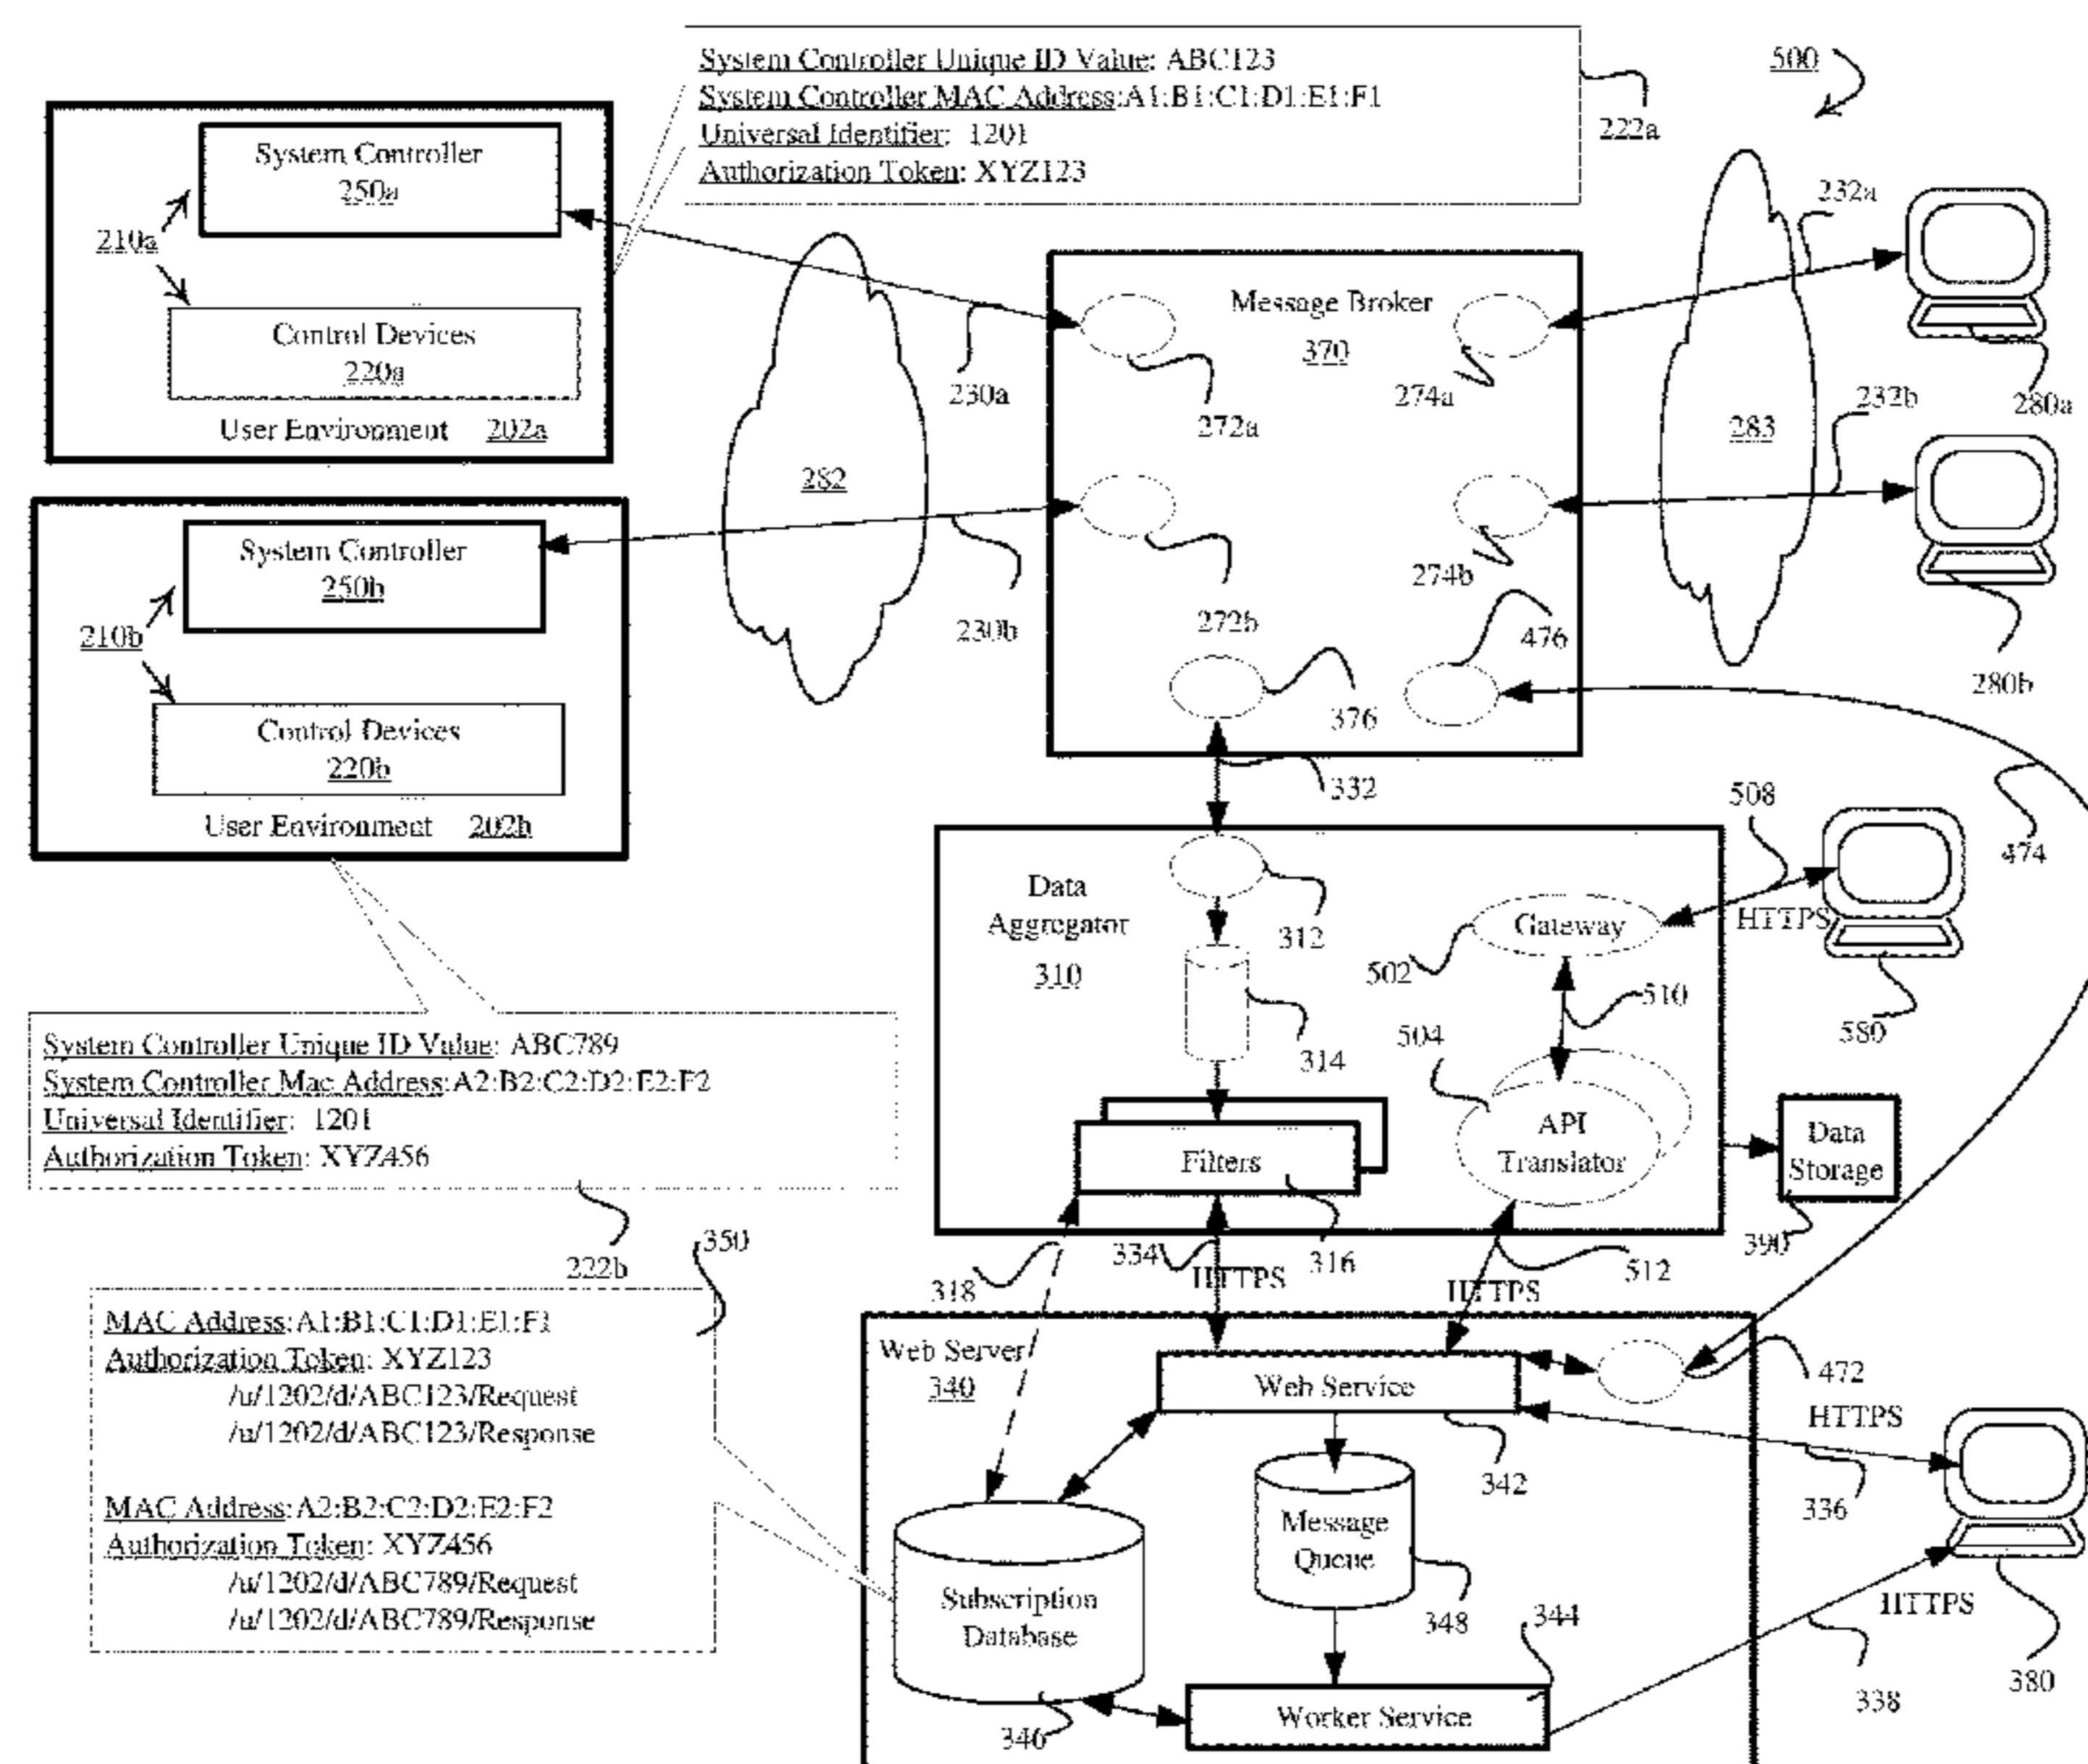 System Controller Unique ID Value: ABC123
System Controller MAC Address:A1:B1:C1:D1:E1:F1
Universal Identifier: 1201
Authorization Token: XYZ123
222a
500
System Controller
250a
210a
Control Devices
220a
User Environment 202a
System Controller
250b
210b
Control Devices
220b
User Environment 202b
282
230a
230b
Message Broker
370
272a
274a
272b
274b
376
476
283
232a
232b
280a
280b
332
474
Data
Aggregator
310
312
314
Filters
316
Gateway
502
510
504
API
Translator
508
HTTPS
580
Data
Storage
390
System Controller Unique ID Value: ABC789
System Controller Mac Address:A2:B2:C2:D2:E2:F2
Universal Identifier: 1201
Authorization Token: XYZ456
222b
350
MAC Address:A1:B1:C1:D1:E1:F1
Authorization Token: XYZ123
/u/1202/d/ABC123/Request
/u/1202/d/ABC123/Response
MAC Address:A2:B2:C2:D2:E2:F2
Authorization Token: XYZ456
/u/1202/d/ABC789/Request
/u/1202/d/ABC789/Response
318
334
HTTPS
HTTPS
512
Web Server
340
Web Service
342
472
HTTPS
336
Message
Queue
348
Subscription
Database
346
Worker Service
344
HTTPS
338
380